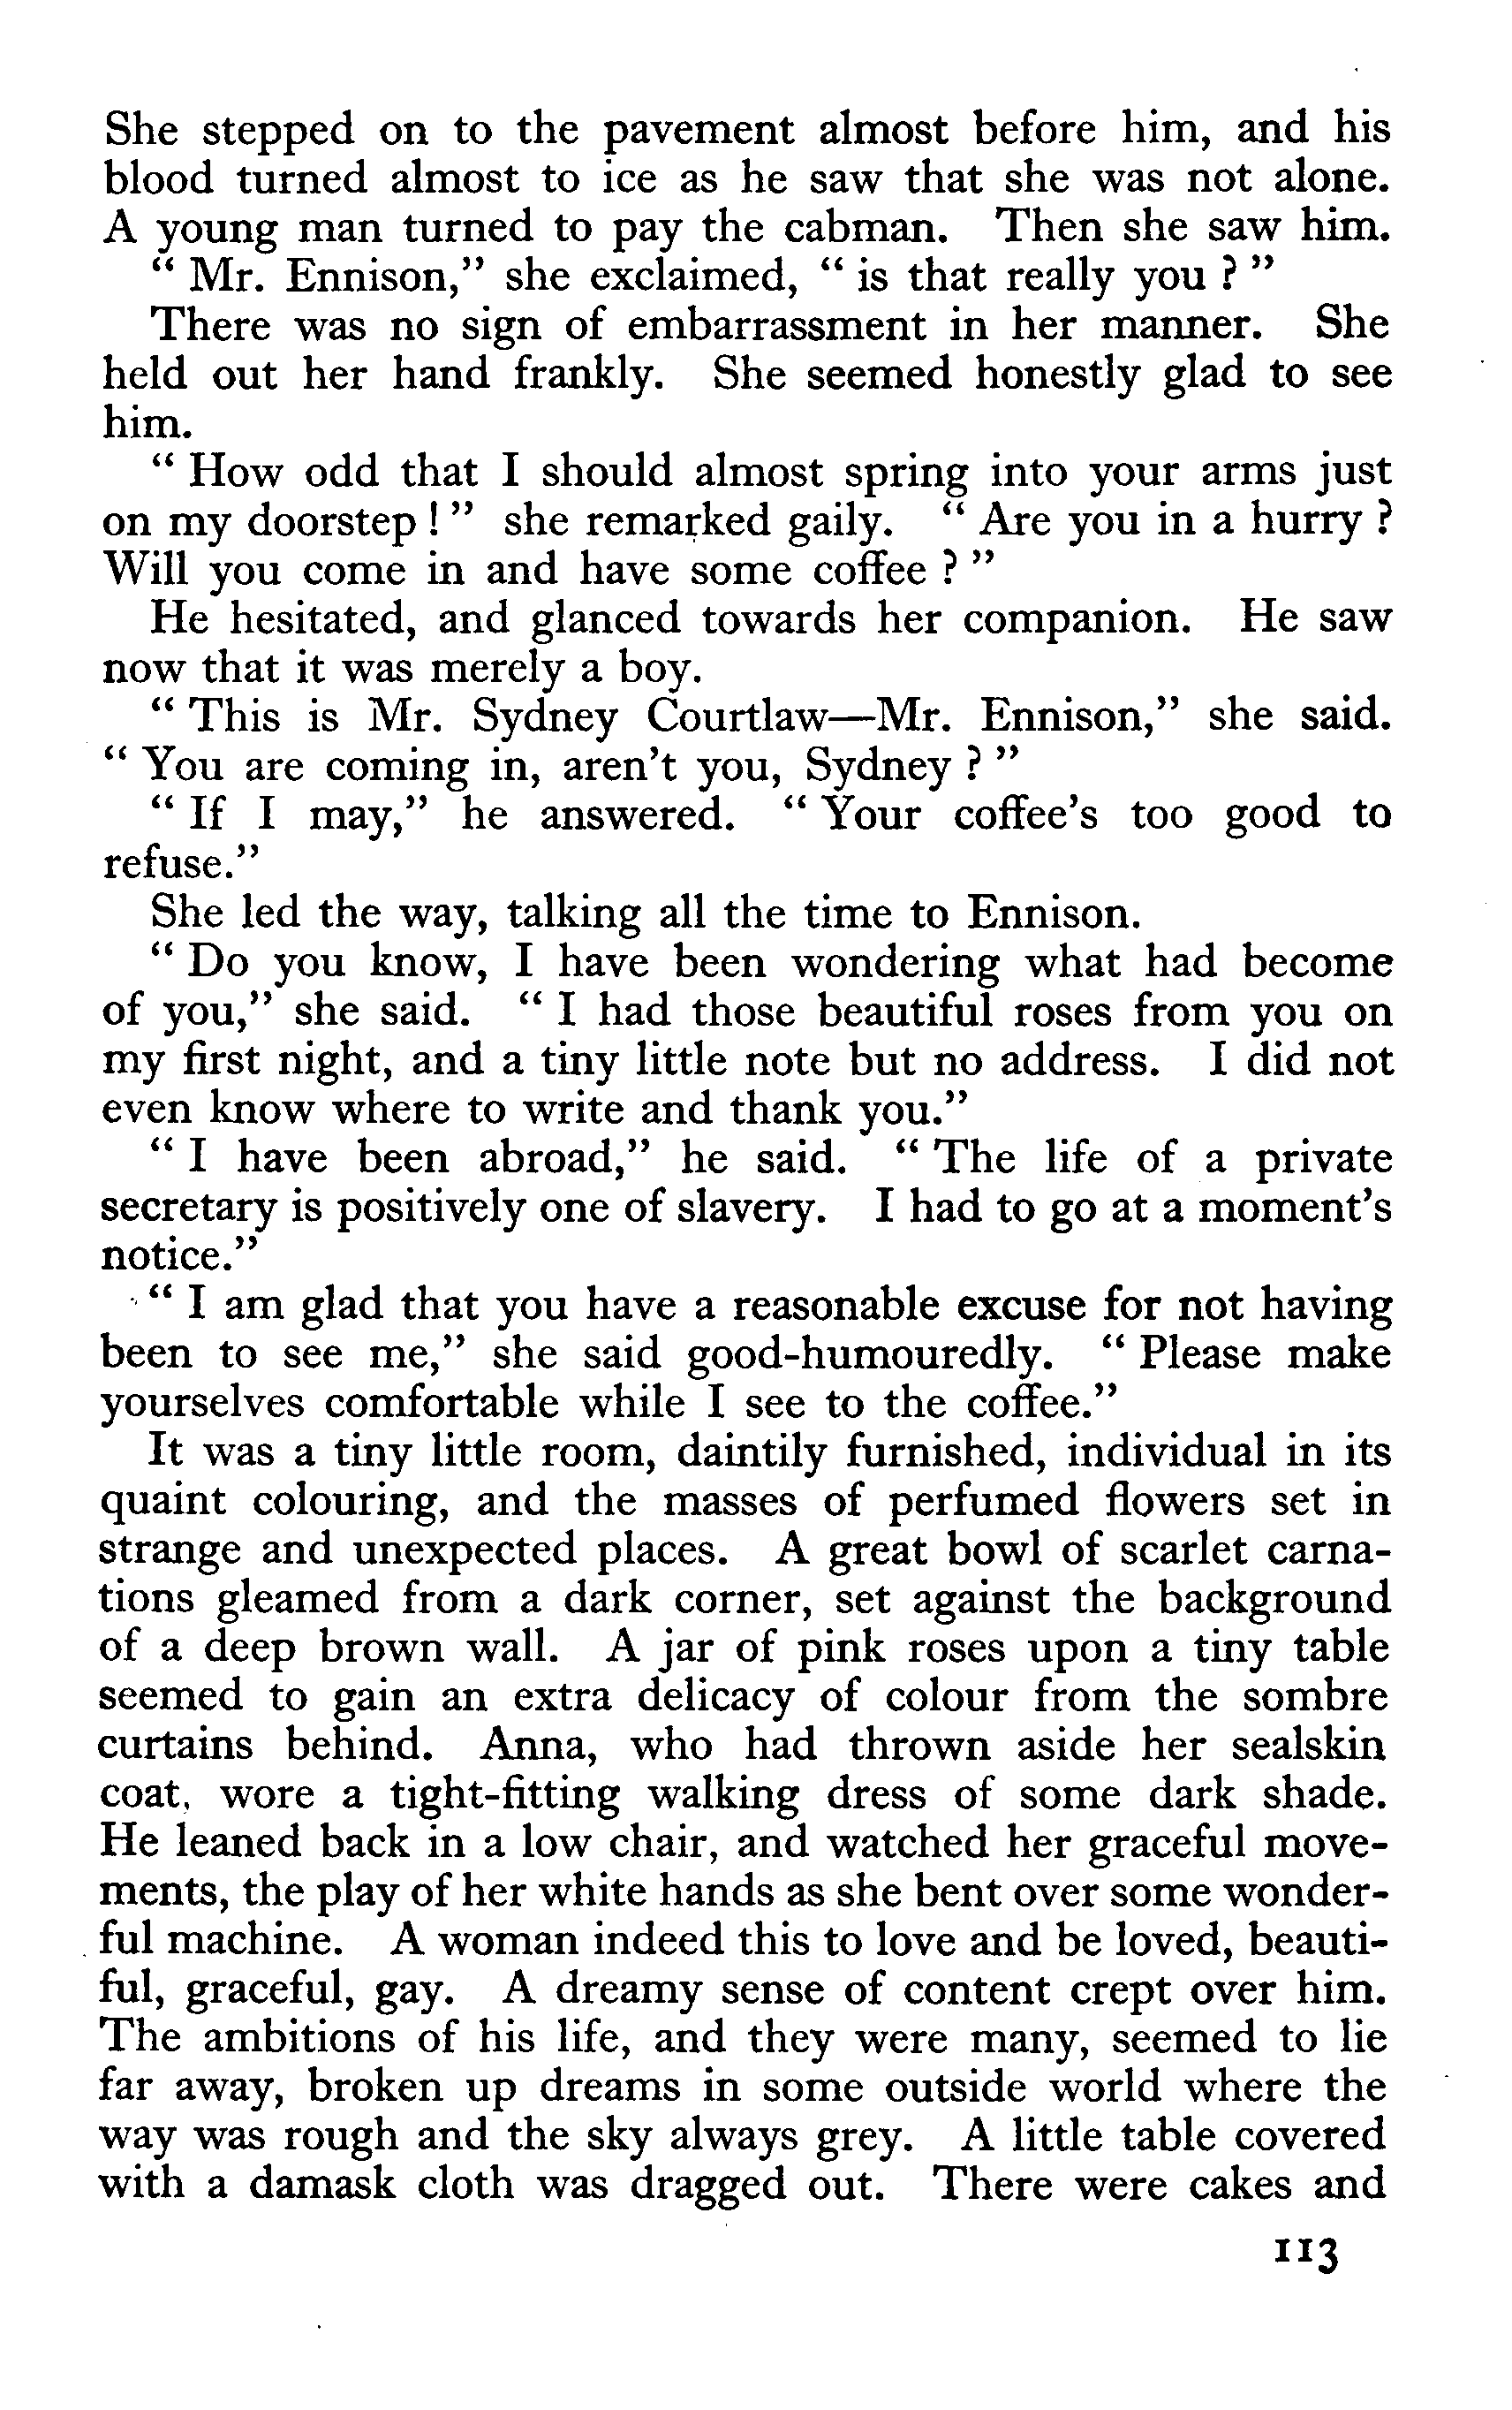 She stepped on to the pavement almost before him, and his
blood turned almost to ice as he saw that she was not alone.
A young man turned to pay the cabman. Then she saw him.
“ Mr. Ennison,” she exclaimed, “ is that really you ? ”
There was no sign of embarrassment in her manner. She
held out her hand frankly. She seemed honestly glad to see
him.
“ How odd that I should almost spring into your arms just
on my doorstep ! ” she remarked gaily. “ Are you in a hurry ?
Will you come in and have some coffee ? ”
He hesitated, and glanced towards her companion. He saw
now that it was merely a boy.
“ This is Mr. Sydney Courtlaw—Mr. Ennison,” she said.
“ You are coming in, aren’t you, Sydney ? ”
“ If I may,” he answered. “ Your coffee’s too good to
refuse.”
She led the way, talking all the time to Ennison.
“ Do you know, I have been wondering what had become
of you,” she said. “ I had those beautiful roses from you on
my first night, and a tiny little note but no address. I did not
even know where to write and thank you.”
“ I have been abroad,” he said. “ The life of a private
secretary is positively one of slavery. I had to go at a moment’s
notice.”
“ I am glad that you have a reasonable excuse for not having
been to see me,” she said good-humouredly. “ Please make
yourselves comfortable while I see to the coffee.”
It was a tiny little room, daintily furnished, individual in its
quaint colouring, and the masses of perfumed flowers set in
strange and unexpected places. A great bowl of scarlet carna-
tions gleamed from a dark corner, set against the background
of a deep brown wall. A jar of pink roses upon a tiny table
seemed to gain an extra delicacy of colour from the sombre
curtains behind. Anna, who had thrown aside her sealskin
coat, wore a tight-fitting walking dress of some dark shade.
He leaned back in a low chair, and watched her graceful move-
ments, the play of her white hands as she bent over some wonder-
ful machine. A woman indeed this to love and be loved, beauti-
ful, graceful, gay. A dreamy sense of content crept over him.
The ambitions of his life, and they were many, seemed to lie
far away, broken up dreams in some outside world where the
way was rough and the sky always grey. A little table covered
with a damask cloth was dragged out. There were cakes and
113